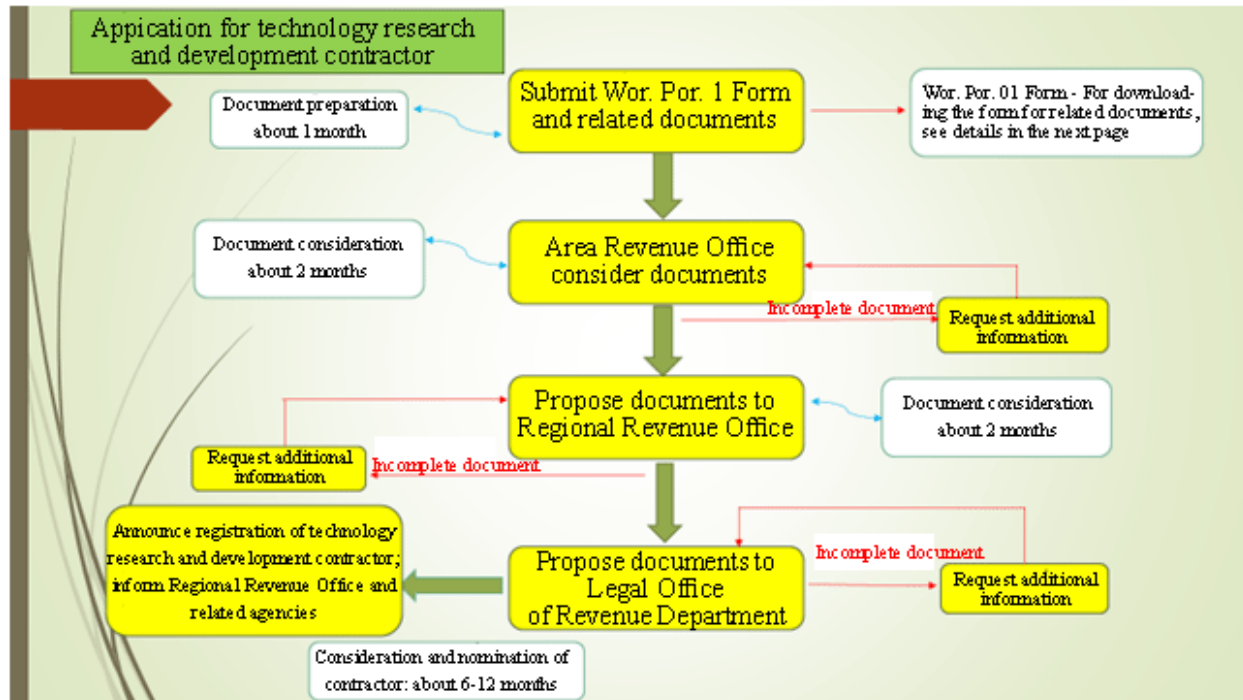 Appication for technology research
and development contractor
Submit Wor. Por. 1 Form
and related documents
Document preparation
about 1 month
Wor. Por. 01 Form - For download-
ing the form for related documents,
see details in the next page
Area Revenue Office
consider documents
Document consideration
about 2 months
Incomplete document
Request additional
information
Propose documents to
Regional Revenue Office
Document consideration
about 2 months
Request additional
information
Incomplete document
Announce registration of technology
research and development contractor;
inform Regional Revenue Office and
related agencies
Propose documents to
Legal Office
of Revenue Department
Incomplete document
Request additional
information
Consideration and nomination of
contractor: about 6-12 months